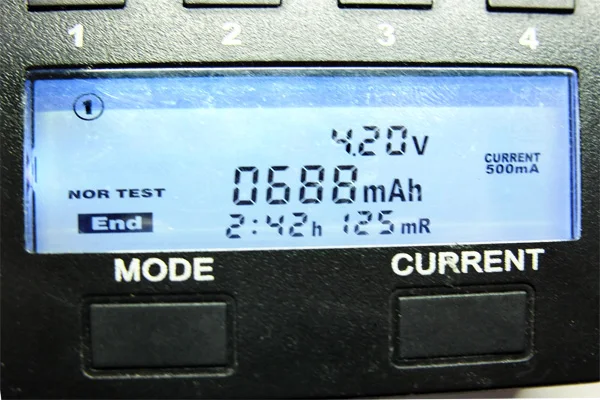 1 2 3 4
1
4.20V
CURRENT
500mA
NOR TEST
0688mAh
End
2:42h 125mR
MODE CURRENT